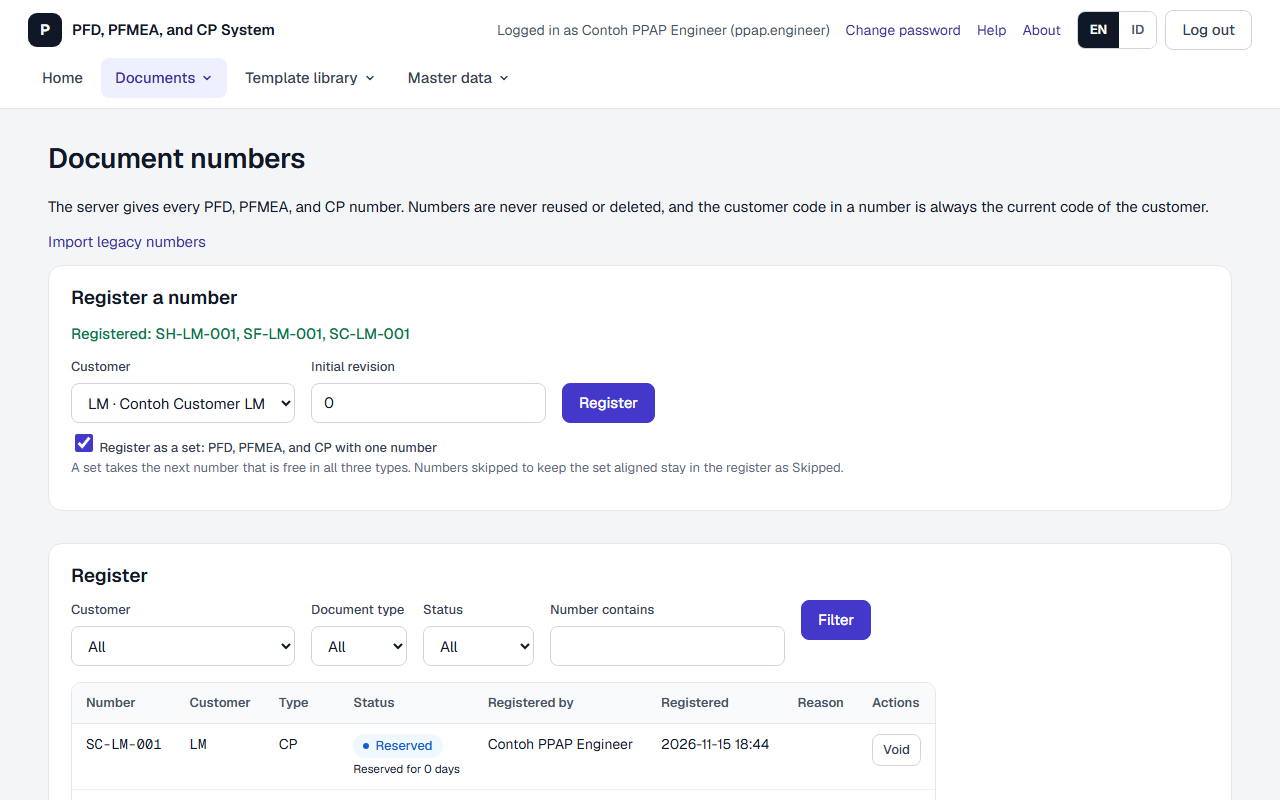 P PFD, PFMEA, and CP System
Logged in as Contoh PPAP Engineer (ppap.engineer) Change password Help About EN ID Log out
Home Documents Template library Master data
Document numbers
The server gives every PFD, PFMEA, and CP number. Numbers are never reused or deleted, and the customer code in a number is always the current code of the customer.
Import legacy numbers
Register a number
Registered: SH-LM-001, SF-LM-001, SC-LM-001
Customer Initial revision
LM · Contoh Customer LM 0 Register
Register as a set: PFD, PFMEA, and CP with one number
A set takes the next number that is free in all three types. Numbers skipped to keep the set aligned stay in the register as Skipped.
Register
Customer Document type Status Number contains
All All All Filter
Number Customer Type Status Registered by Registered Reason Actions
SC-LM-001 LM CP Reserved Contoh PPAP Engineer 2026-11-15 18:44 Void
Reserved for 0 days